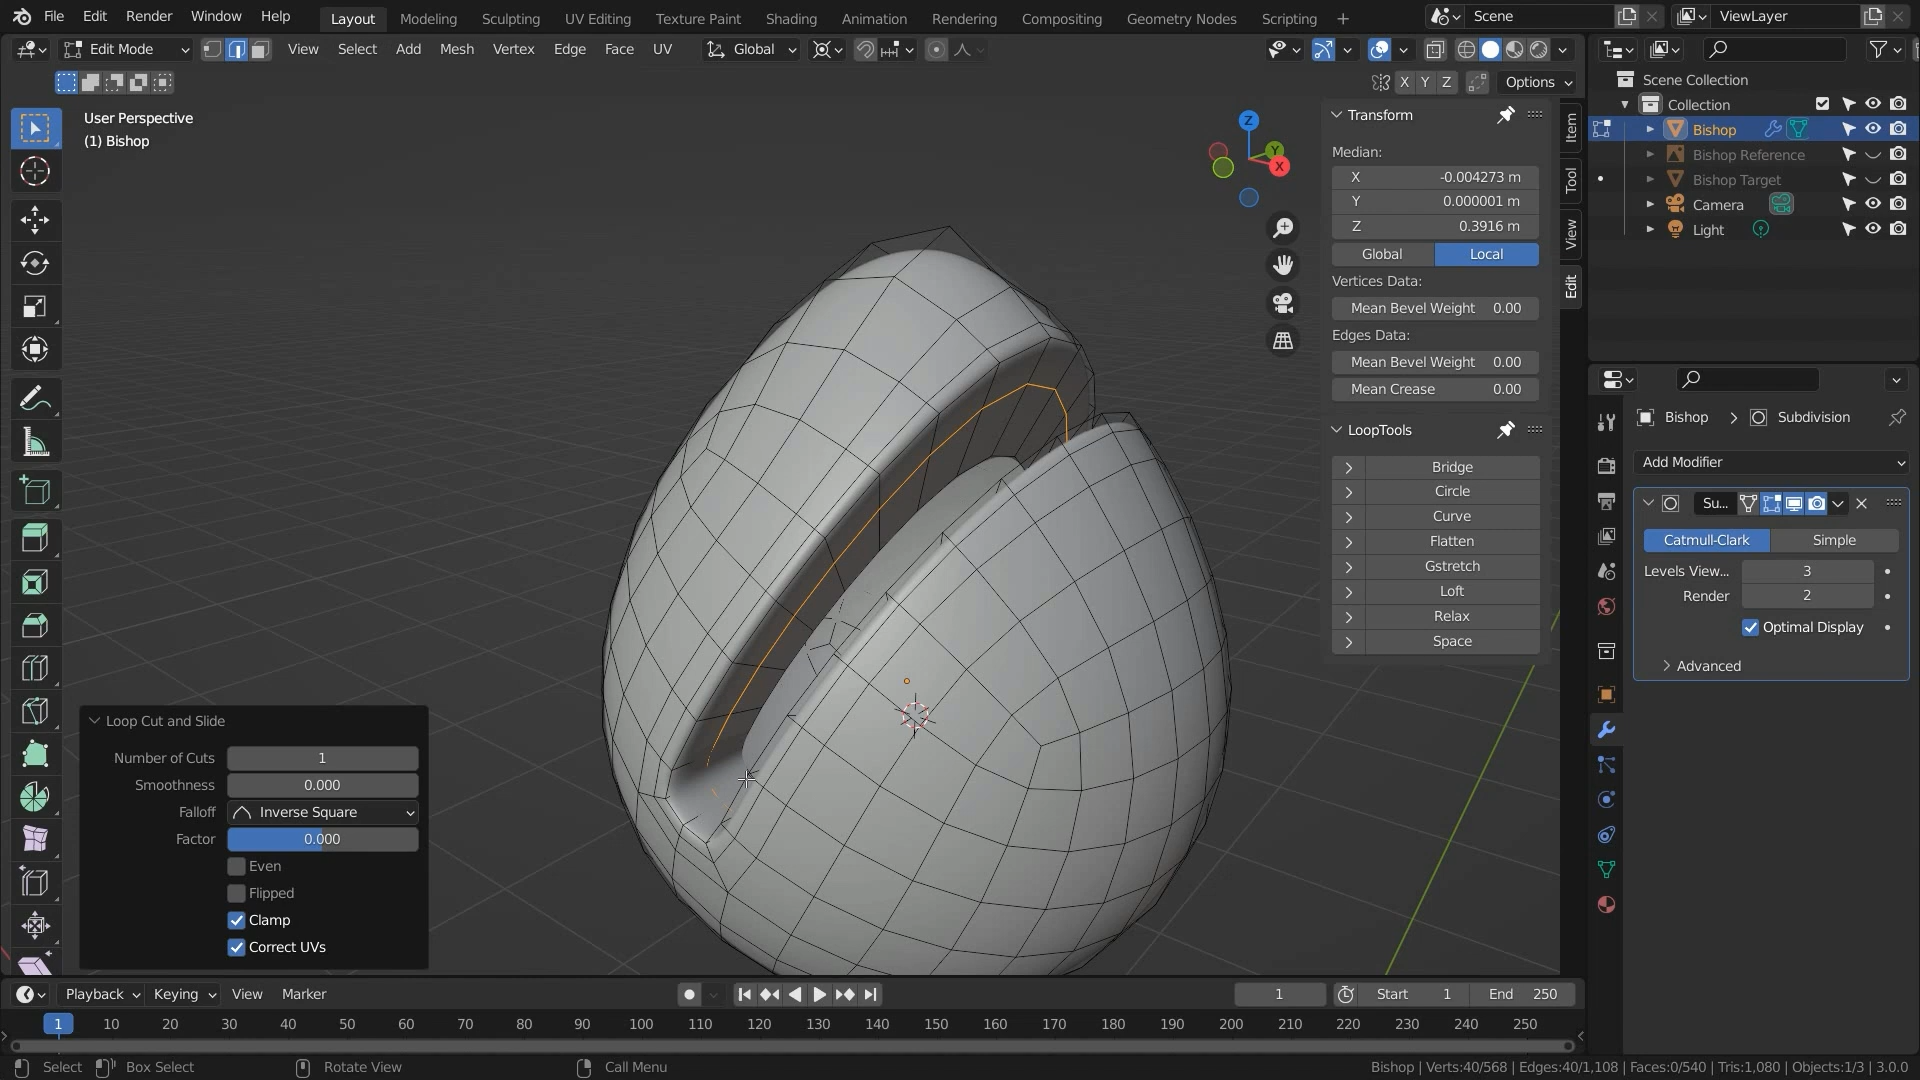 File Edit Render Window Help Layout Modeling Sculpting UV Editing Texture Paint Shading Animation Rendering Compositing Geometry Nodes Scripting + Scene ViewLayer
Edit Mode View Select Add Mesh Vertex Edge Face UV Global
X Y Z Options
User Perspective
(1) Bishop
Z
Y
X
Transform
Median:
X -0.004273 m
Y 0.000001 m
Z 0.3916 m
Global Local
Vertices Data:
Mean Bevel Weight 0.00
Edges Data:
Mean Bevel Weight 0.00
Mean Crease 0.00
LoopTools
Bridge
Circle
Curve
Flatten
Gstretch
Loft
Relax
Space
Item
Tool
View
Edit
Scene Collection
Collection
Bishop
Bishop Reference
Bishop Target
Camera
Light
Bishop > Subdivision
Add Modifier
Su...
Catmull-Clark Simple
Levels View... 3
Render 2
Optimal Display
Advanced
Loop Cut and Slide
Number of Cuts 1
Smoothness 0.000
Falloff Inverse Square
Factor 0.000
Even
Flipped
Clamp
Correct UVs
Playback Keying View Marker 1 Start 1 End 250
1 10 20 30 40 50 60 70 80 90 100 110 120 130 140 150 160 170 180 190 200 210 220 230 240 250
Select Box Select Rotate View Call Menu Bishop | Verts:40/568 | Edges:40/1,108 | Faces:0/540 | Tris:1,080 | Objects:1/3 | 3.0.0